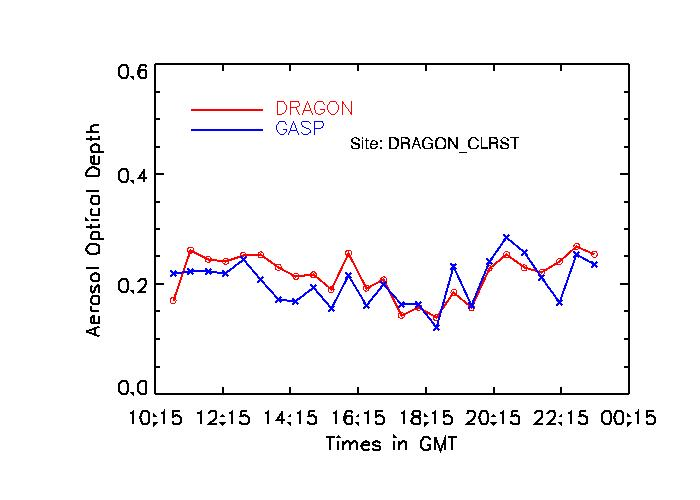 0.6
DRAGON
GASP
Site: DRAGON_CLRST
0.4
Aerosol Optical Depth
0.2
0.0
10:15 12:15 14:15 16:15 18:15 20:15 22:15 00:15
Times in GMT